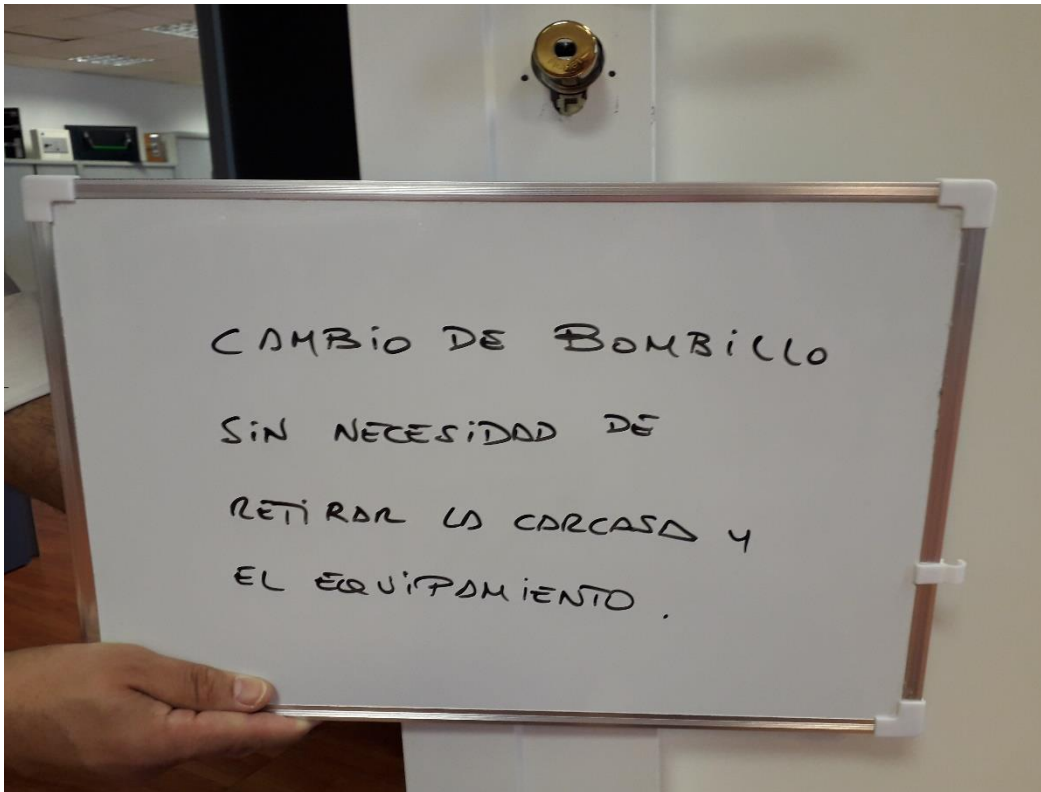 CAMBiO DE BOMBiLLO
SiN NECESiDAD DE
RETiRAR LA CARCASA Y
EL EQUiPAMiENTO.